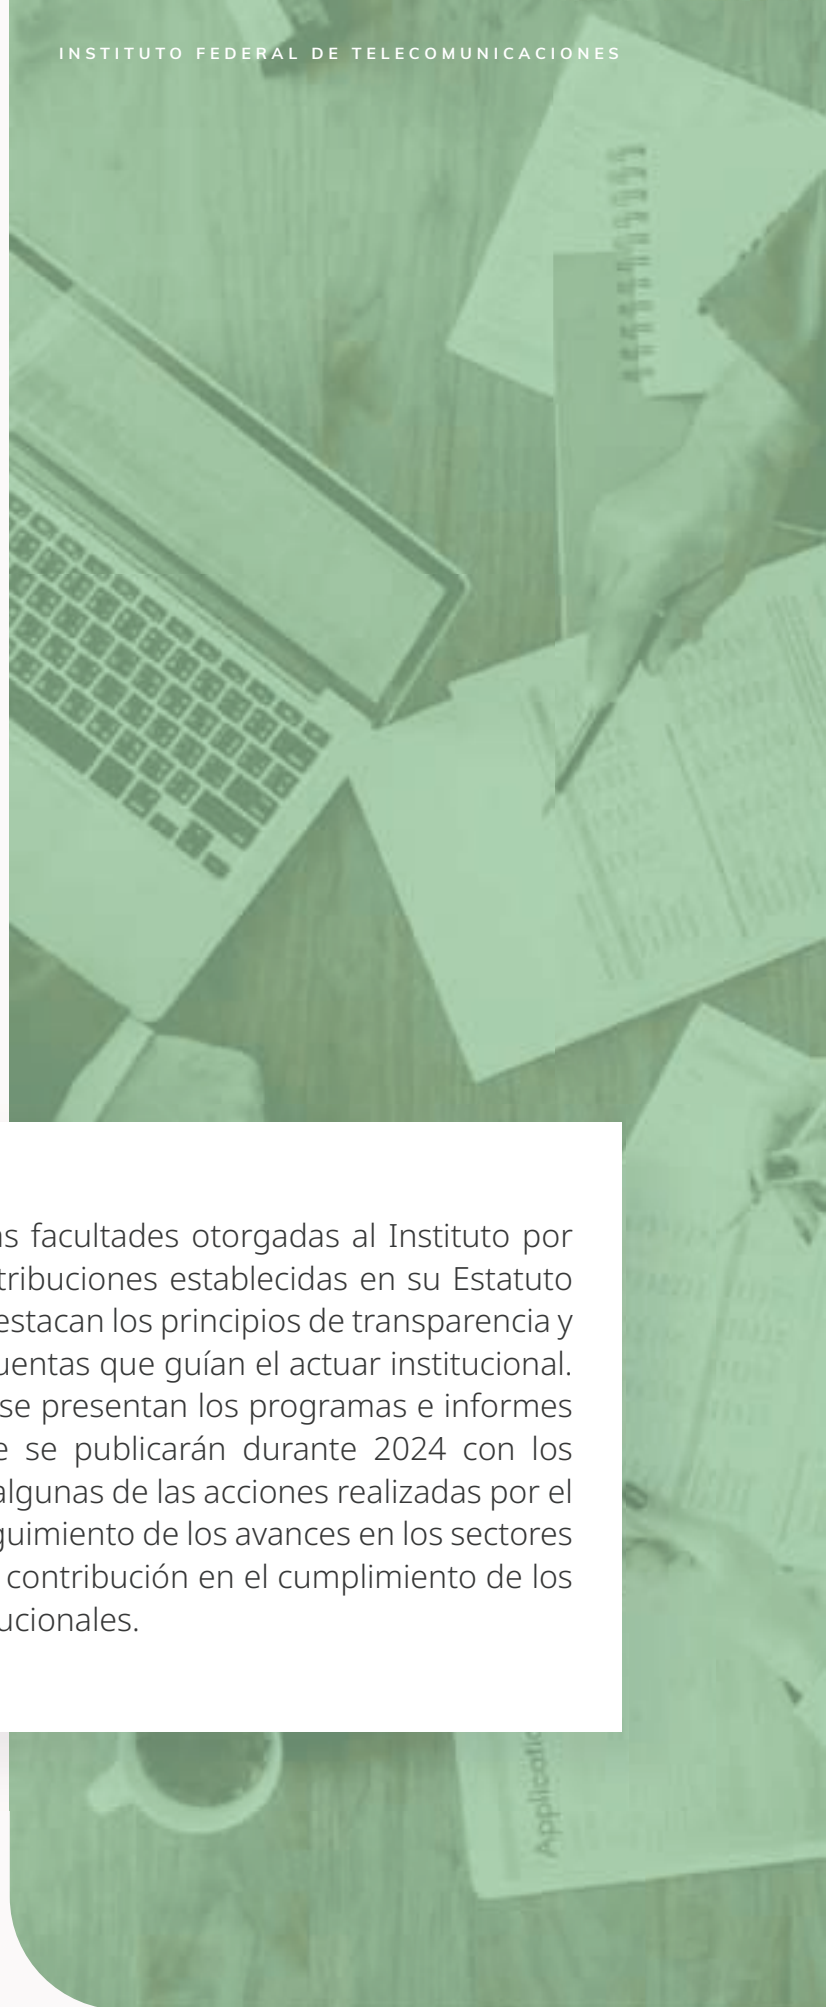 INSTITUTO FEDERAL DE TELECOMUNICACIONES
s facultades otorgadas al Instituto por
tribuciones establecidas en su Estatuto
estacan los principios de transparencia y
uentas que guían el actuar institucional.
se presentan los programas e informes
e se publicarán durante 2024 con los
algunas de las acciones realizadas por el
guimiento de los avances en los sectores
contribución en el cumplimiento de los
ucionales.
Applicatio